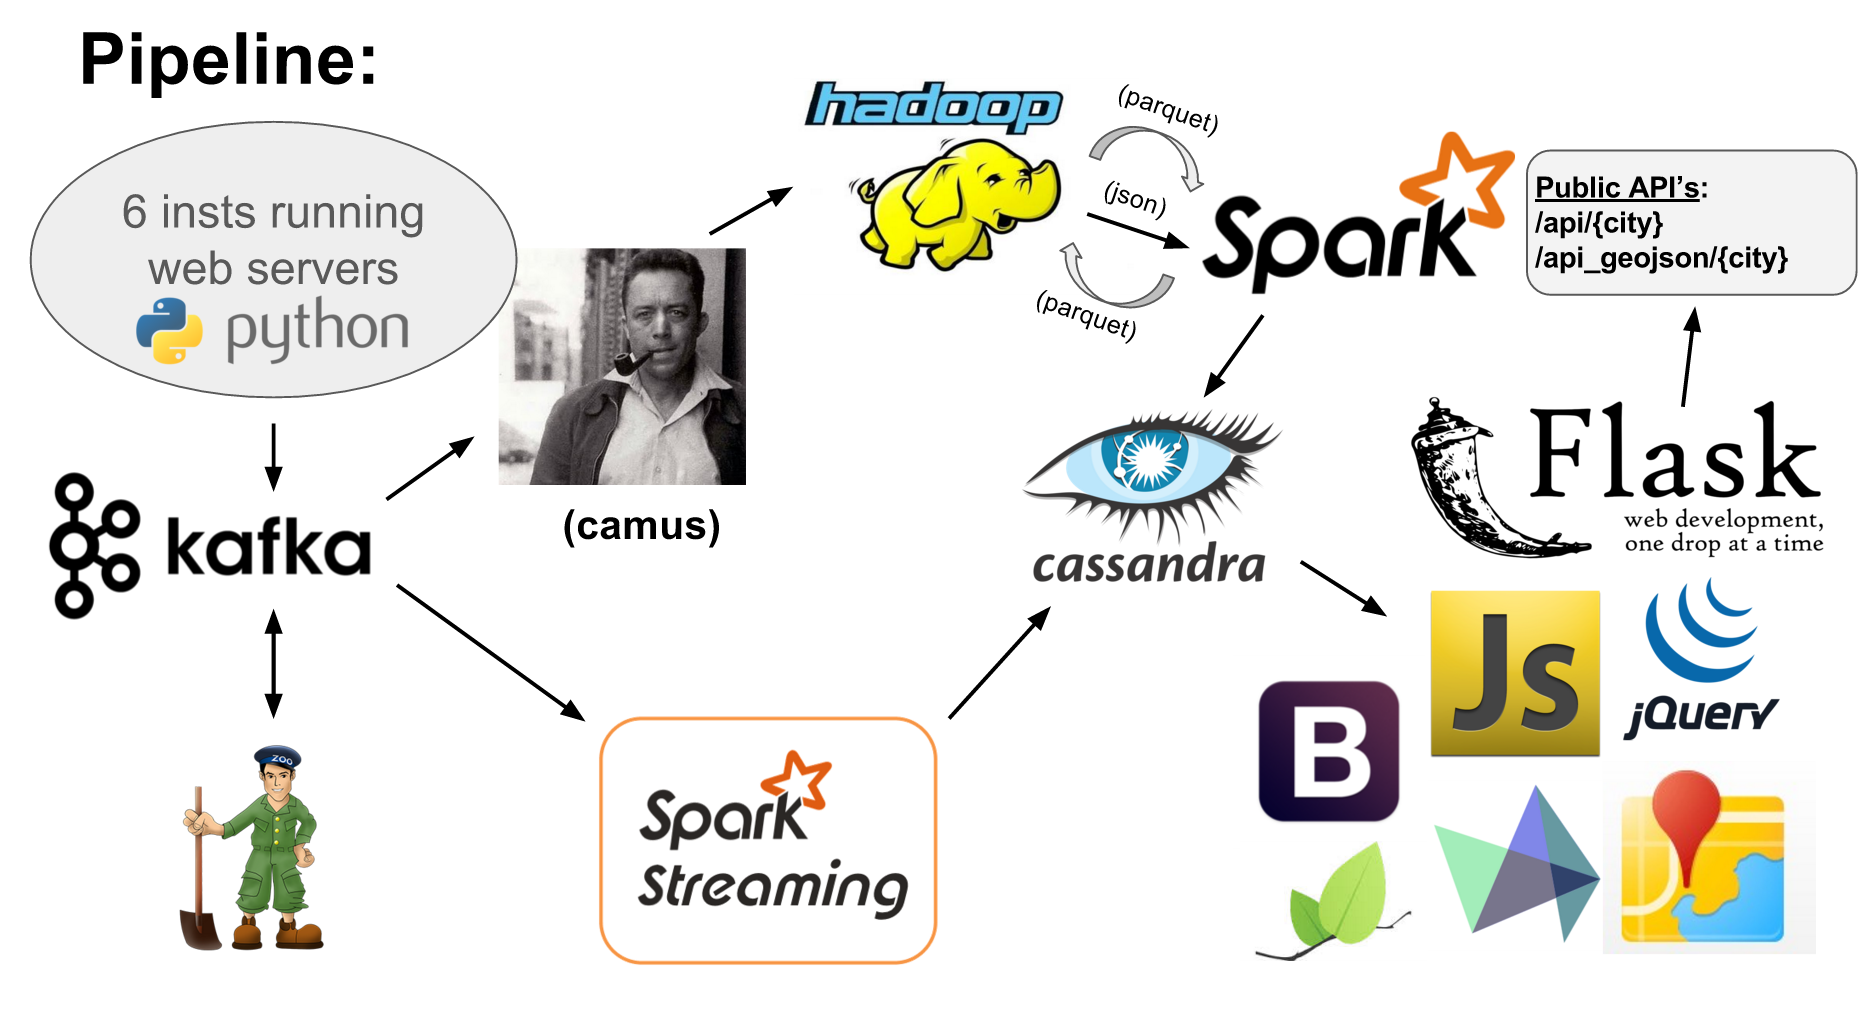 Pipeline:
6 insts running
web servers
python
kafka
ZOO
(camus)
hadoop
(parquet)
(json)
(parquet)
Spark
Public API's:
/api/{city}
/api_geojson/{city}
cassandra
Flask
web development,
one drop at a time
Spark
Streaming
JS
jQuery
B